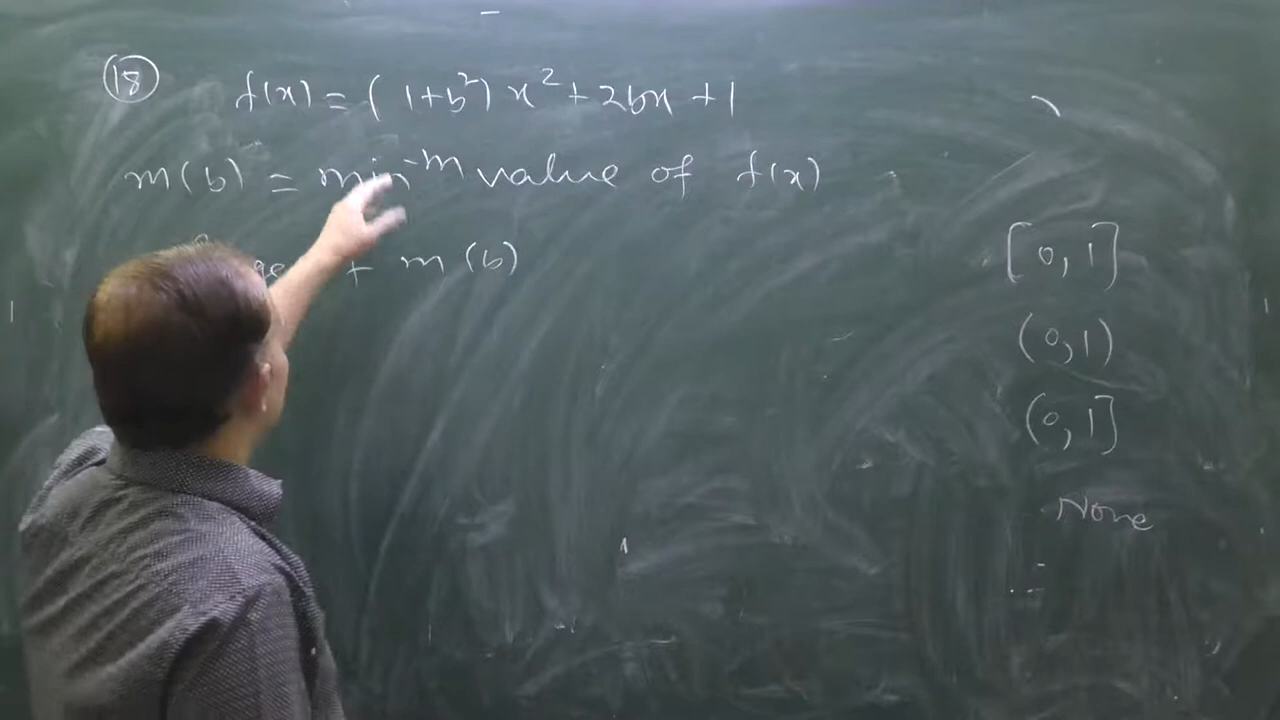 18 f(x) = (1+b²) x² + 2bx + 1
m(b) = min-m value of f(x)
m (b)
[0, 1]
(0, 1)
(0, 1]
None